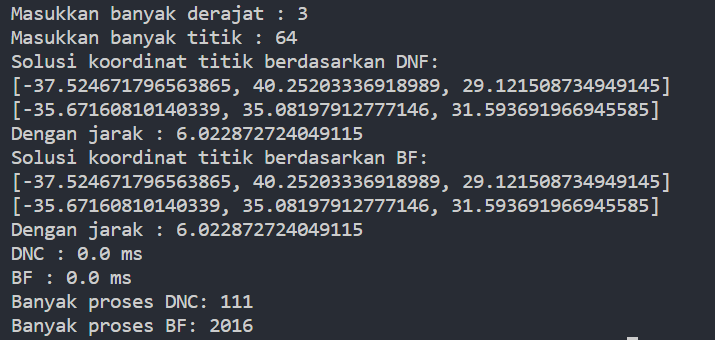 Masukkan banyak derajat : 3
Masukkan banyak titik : 64
Solusi koordinat titik berdasarkan DNF:
[-37.524671796563865, 40.25203336918989, 29.121508734949145]
[-35.67160810140339, 35.08197912777146, 31.593691966945585]
Dengan jarak : 6.022872724049115
Solusi koordinat titik berdasarkan BF:
[-37.524671796563865, 40.25203336918989, 29.121508734949145]
[-35.67160810140339, 35.08197912777146, 31.593691966945585]
Dengan jarak : 6.022872724049115
DNC : 0.0 ms
BF : 0.0 ms
Banyak proses DNC: 111
Banyak proses BF: 2016